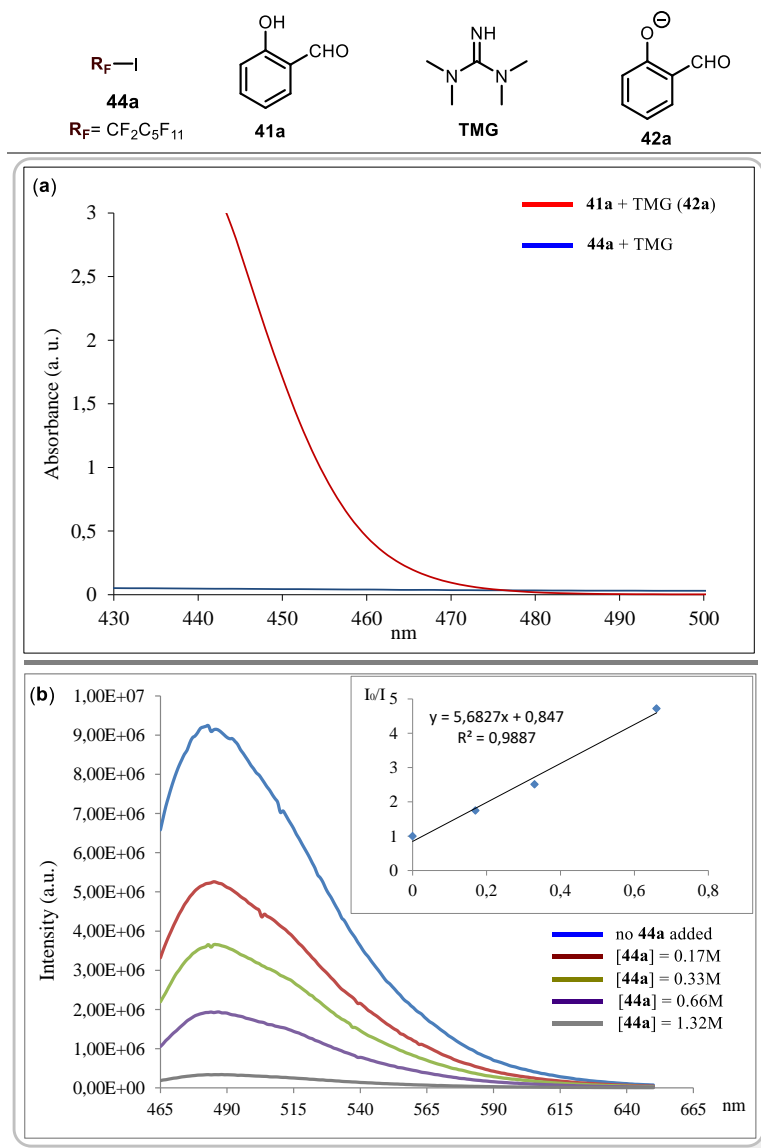 OH
CHO
R_F—I
44a
R_F= CF2C5F11
41a
NH
N
N
TMG
O⊖
CHO
42a
(a)
41a + TMG (42a)
44a + TMG
Absorbance (a. u.)
3
2,5
2
1,5
1
0,5
0
430 440 450 460 470 480 490 500
nm
(b)
Intensity (a.u.)
1,00E+07
9,00E+06
8,00E+06
7,00E+06
6,00E+06
5,00E+06
4,00E+06
3,00E+06
2,00E+06
1,00E+06
0,00E+00
465 490 515 540 565 590 615 640 665
nm
I0/I
y = 5,6827x + 0,847
R² = 0,9887
5
4
3
2
1
0
0 0,2 0,4 0,6 0,8
no 44a added
[44a] = 0.17M
[44a] = 0.33M
[44a] = 0.66M
[44a] = 1.32M